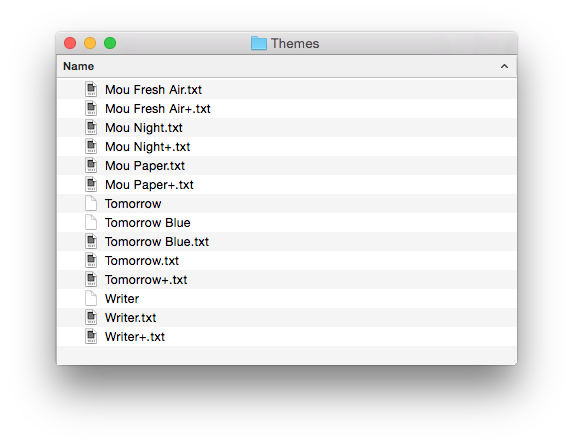 Themes
Name
Mou Fresh Air.txt
Mou Fresh Air+.txt
Mou Night.txt
Mou Night+.txt
Mou Paper.txt
Mou Paper+.txt
Tomorrow
Tomorrow Blue
Tomorrow Blue.txt
Tomorrow.txt
Tomorrow+.txt
Writer
Writer.txt
Writer+.txt